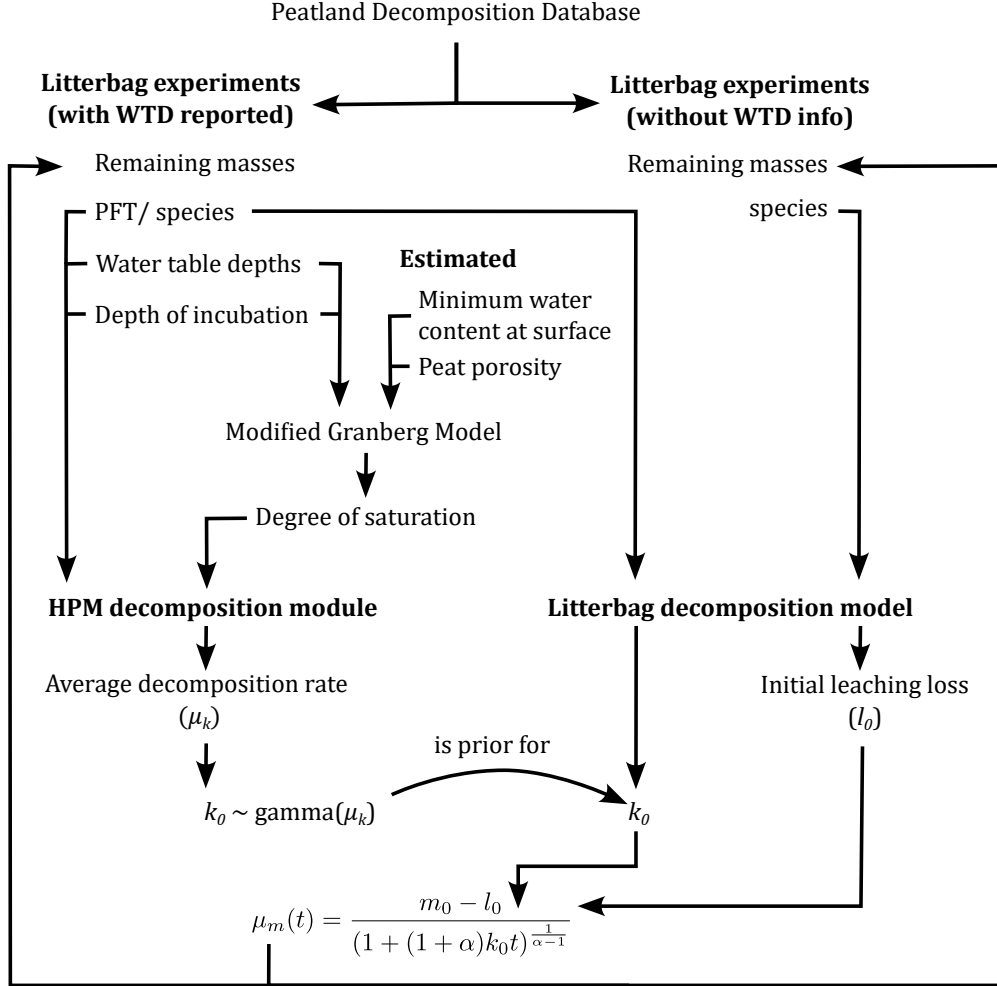 Peatland Decomposition Database
Litterbag experiments
(with WTD reported)
Litterbag experiments
(without WTD info)
Remaining masses
Remaining masses
PFT/ species
species
Water table depths
Estimated
Depth of incubation
Minimum water
content at surface
Peat porosity
Modified Granberg Model
Degree of saturation
HPM decomposition module
Litterbag decomposition model
Average decomposition rate
(μₖ)
Initial leaching loss
(l₀)
is prior for
k₀ ~ gamma(μₖ)
k₀
μₘ(t) = \frac{m₀ − l₀}{(1 + (1 + α)k₀t)^{\frac{1}{α−1}}}